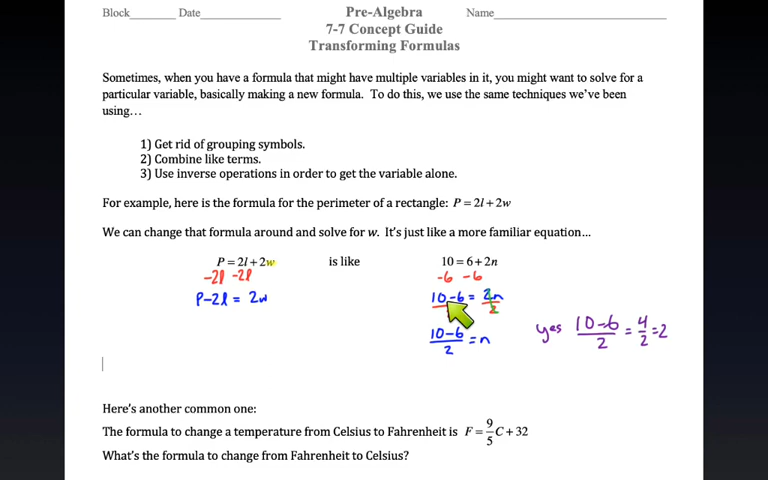 Block_______ Date____________ Pre-Algebra Name__________________________
7-7 Concept Guide
Transforming Formulas
Sometimes, when you have a formula that might have multiple variables in it, you might want to solve for a
particular variable, basically making a new formula. To do this, we use the same techniques we've been
using…
1) Get rid of grouping symbols.
2) Combine like terms.
3) Use inverse operations in order to get the variable alone.
For example, here is the formula for the perimeter of a rectangle: P = 2l + 2w
We can change that formula around and solve for w. It's just like a more familiar equation…
P = 2l + 2w is like 10 = 6 + 2n
-2l -2l -6 -6
P-2l = 2w 10-6 = 2n/2
(10-6)/2 = n yes (10-6)/2 = 4/2 = 2
Here's another common one:
The formula to change a temperature from Celsius to Fahrenheit is F = 9/5 C + 32
What's the formula to change from Fahrenheit to Celsius?